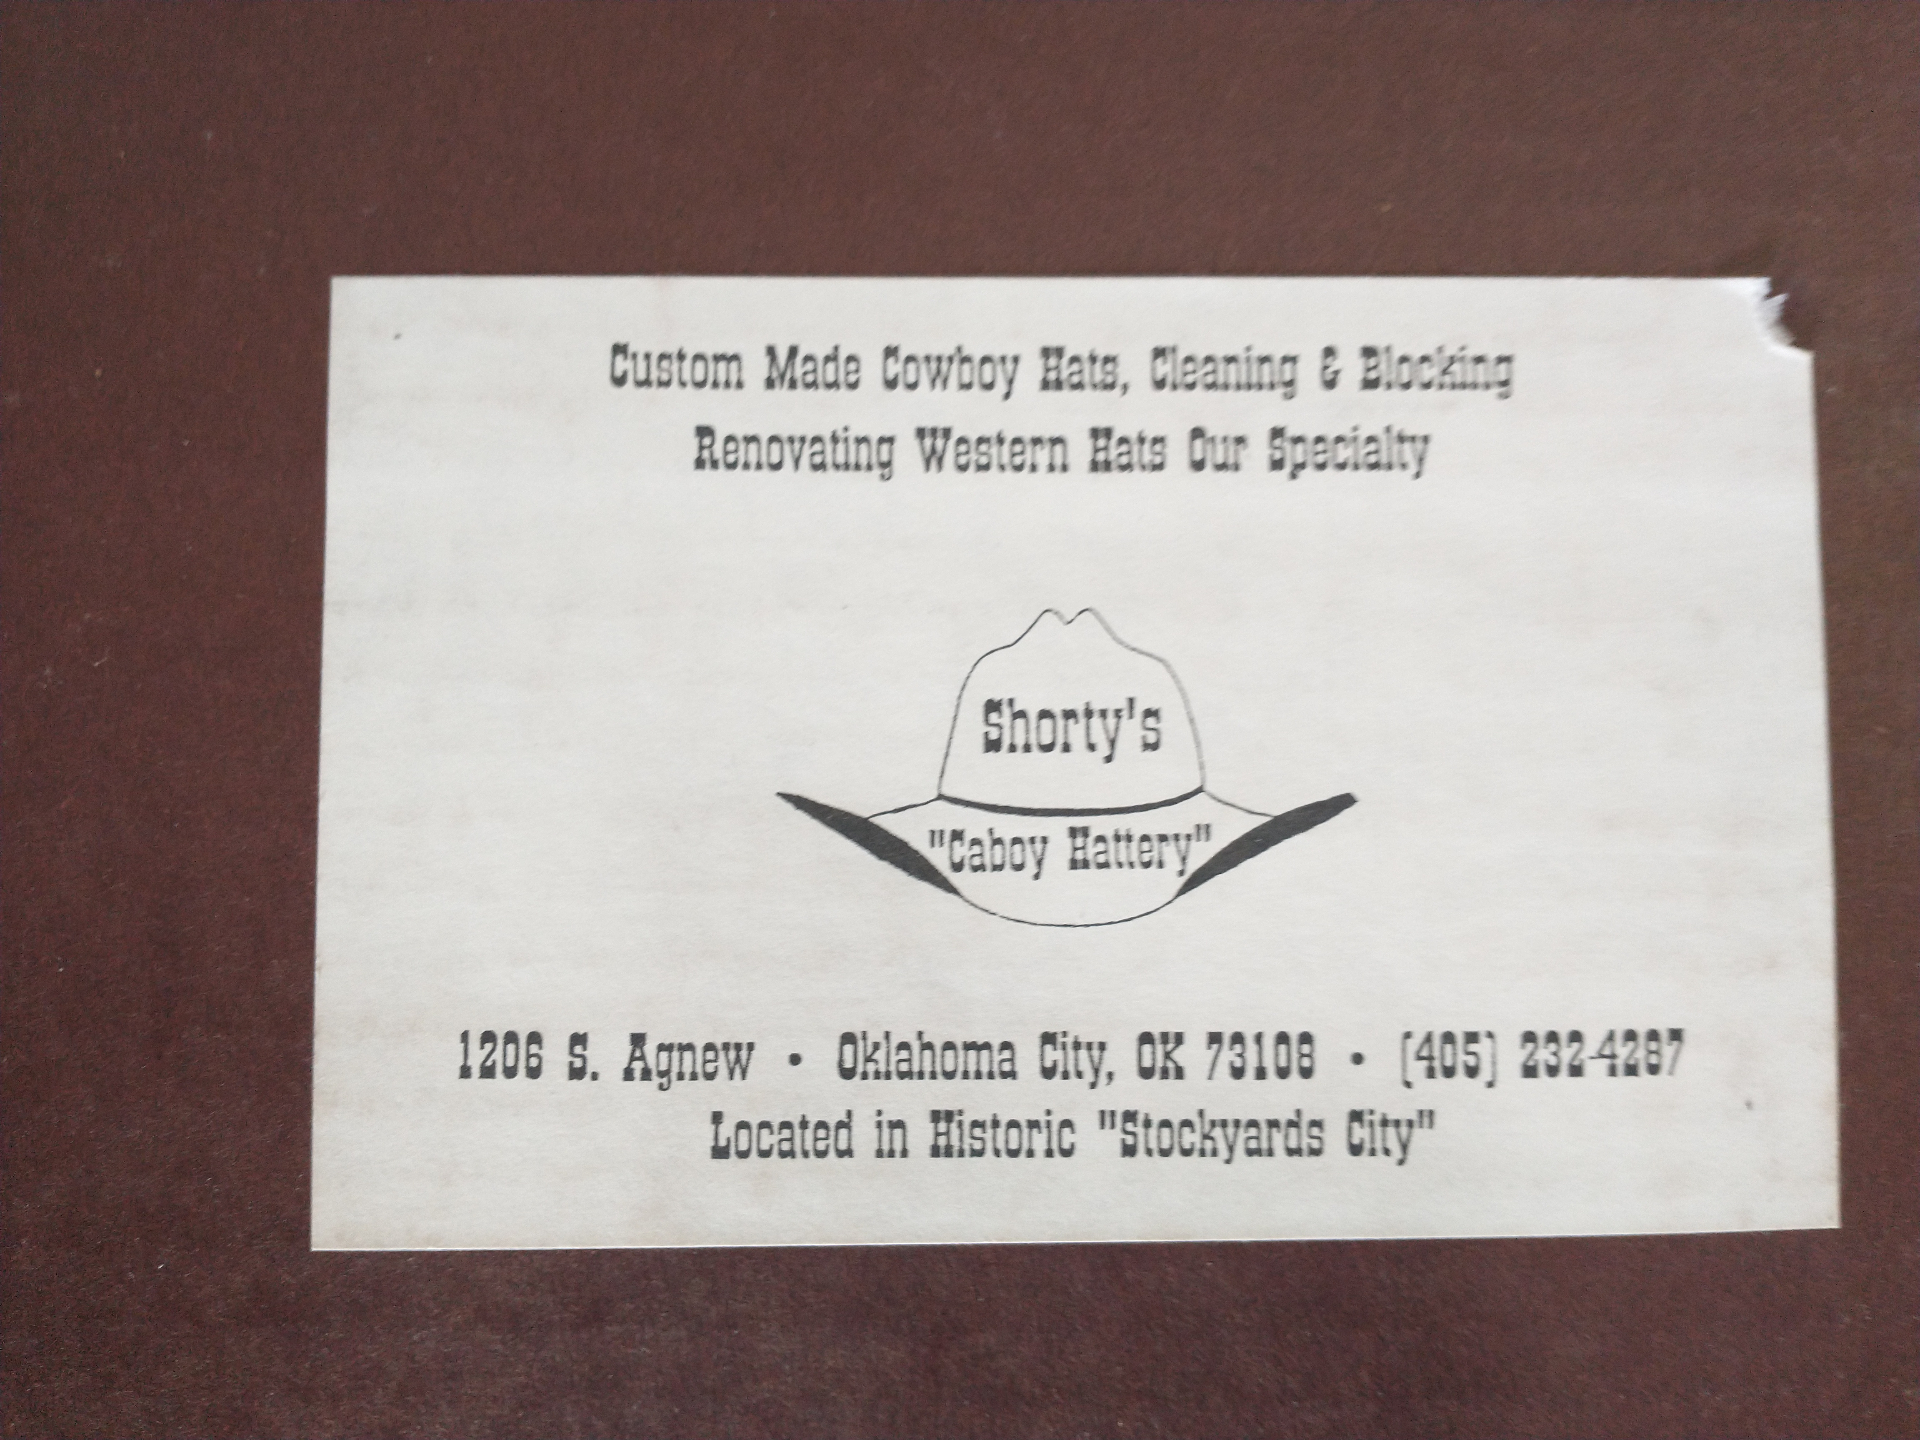 Custom Made Cowboy Hats, Cleaning & Blocking
Renovating Western Hats Our Specialty
Shorty's
"Caboy Hattery"
1206 S. Agnew • Oklahoma City, OK 73108 • (405) 232-4287
Located in Historic "Stockyards City"